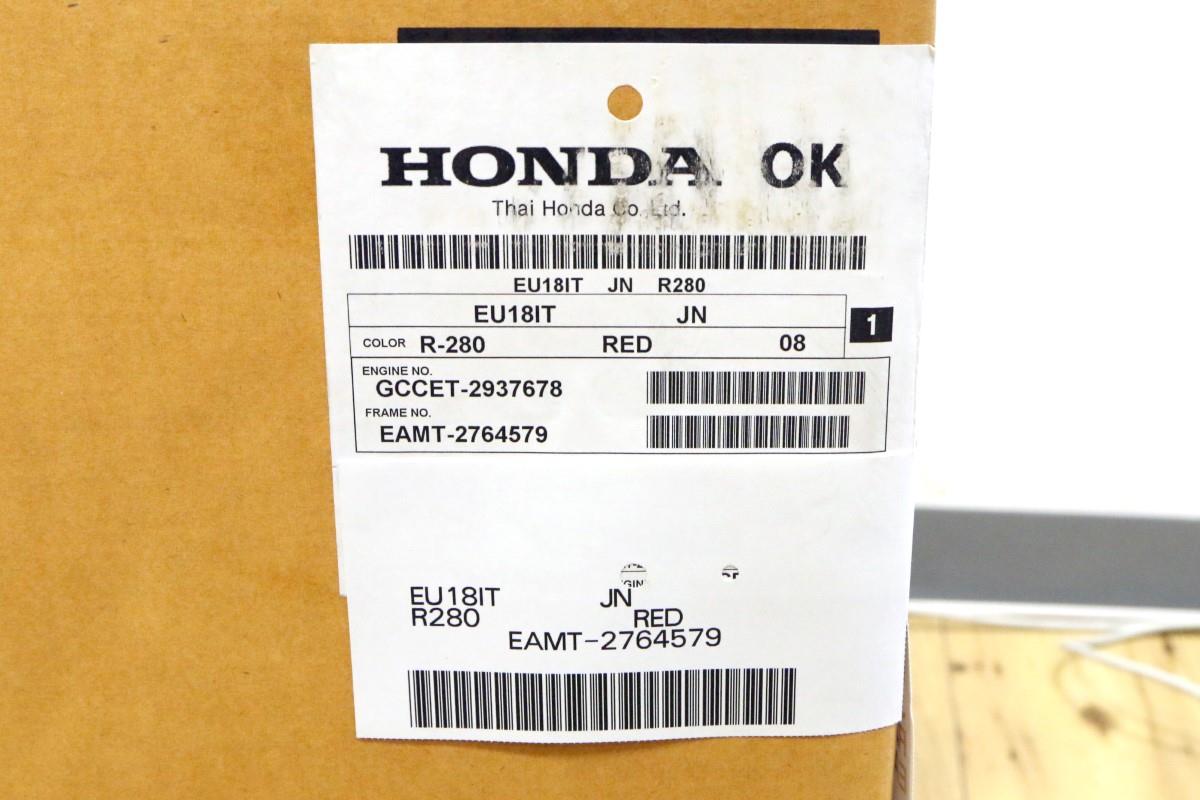 HONDA OK
Thai Honda Co. Ltd.
EU18IT JN R280
EU18IT JN
1
COLOR R-280 RED 08
ENGINE NO.
GCCET-2937678
FRAME NO.
EAMT-2764579
EU18IT JN
R280 RED
EAMT-2764579